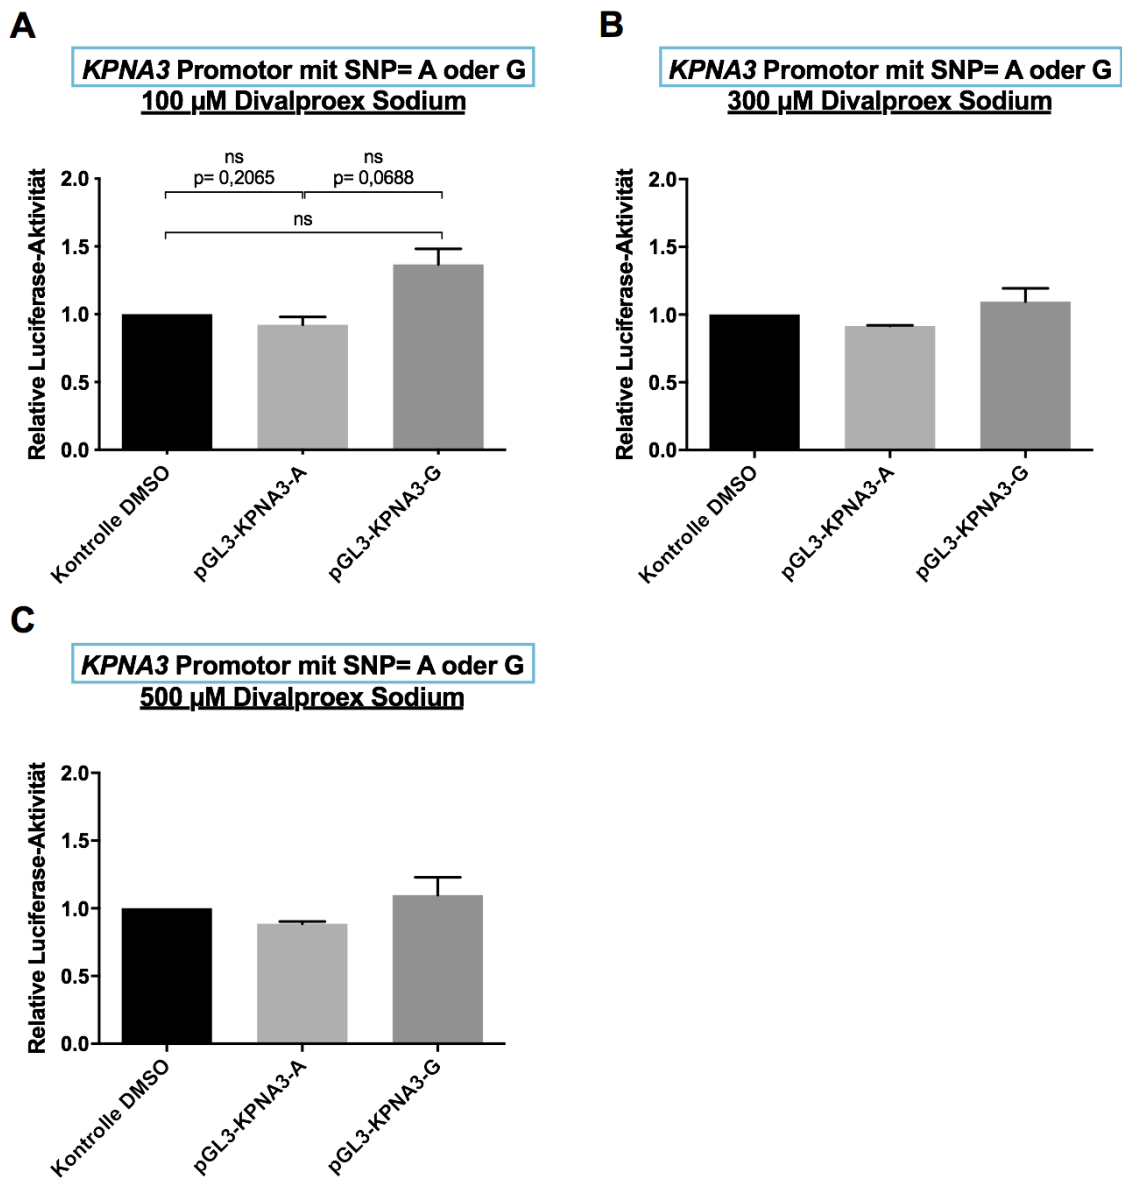 A
KPNA3 Promotor mit SNP= A oder G
100 µM Divalproex Sodium
Relative Luciferase-Aktivität
2.0
1.5
1.0
0.5
0.0
ns
p= 0,2065
ns
p= 0,0688
ns
Kontrolle DMSO
pGL3-KPNA3-A
pGL3-KPNA3-G
B
KPNA3 Promotor mit SNP= A oder G
300 µM Divalproex Sodium
Relative Luciferase-Aktivität
2.0
1.5
1.0
0.5
0.0
Kontrolle DMSO
pGL3-KPNA3-A
pGL3-KPNA3-G
C
KPNA3 Promotor mit SNP= A oder G
500 µM Divalproex Sodium
Relative Luciferase-Aktivität
2.0
1.5
1.0
0.5
0.0
Kontrolle DMSO
pGL3-KPNA3-A
pGL3-KPNA3-G